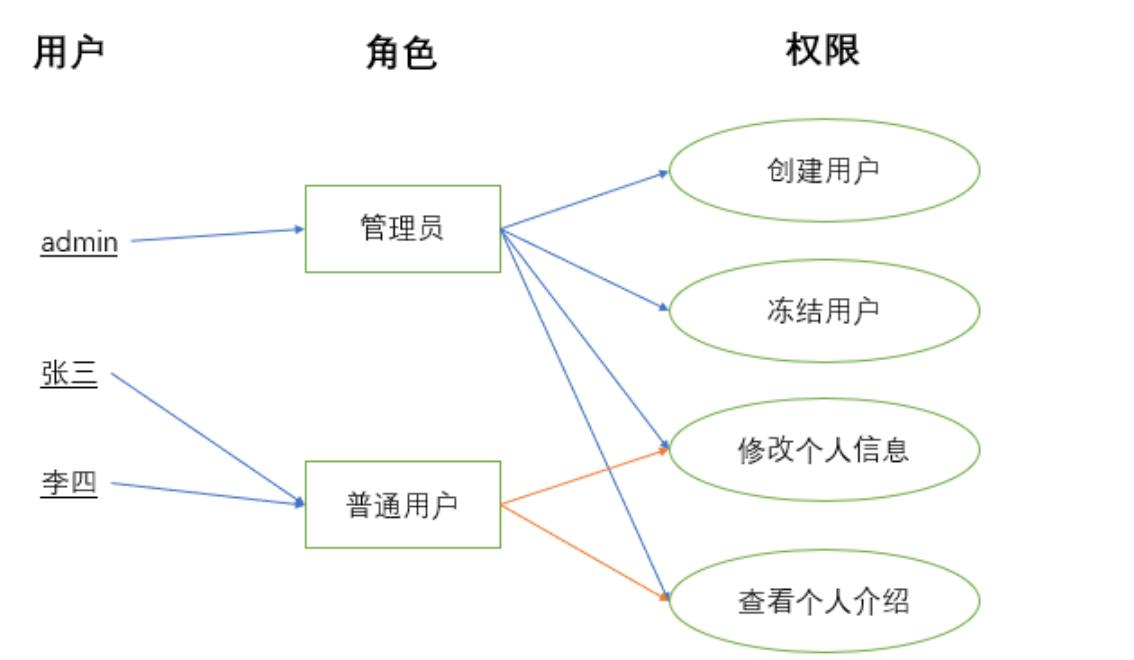 用户
角色
权限
创建用户
管理员
admin
冻结用户
张三
修改个人信息
李四
普通用户
查看个人介绍